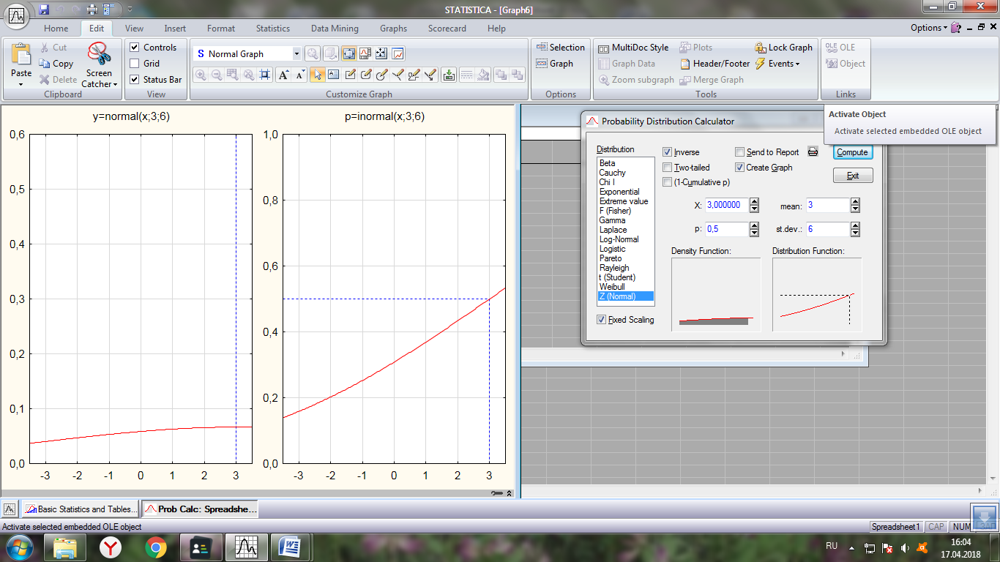 STATISTICA - [Graph6]
Home Edit View Insert Format Statistics Data Mining Graphs Scorecard Help Options
Paste Cut Copy Delete Screen Catcher
Clipboard
Controls
Grid
Status Bar
View
S Normal Graph
A A
Customize Graph
Selection
Graph
Options
MultiDoc Style Plots Lock Graph
Graph Data Header/Footer Events
Zoom subgraph Merge Graph
Tools
OLE OLE
Object
Links
Activate Object
Activate selected embedded OLE object
y=normal(x;3;6)
0,6
0,5
0,4
0,3
0,2
0,1
0,0
-3 -2 -1 0 1 2 3
p=inormal(x;3;6)
1,0
0,8
0,6
0,4
0,2
0,0
-3 -2 -1 0 1 2 3
Probability Distribution Calculator
Distribution
Beta
Cauchy
Chi I
Exponential
Extreme value
F (Fisher)
Gamma
Laplace
Log-Normal
Logistic
Pareto
Rayleigh
t (Student)
Weibull
Z (Normal)
Fixed Scaling
Inverse Send to Report Compute
Two-tailed Create Graph
(1-Cumulative p) Exit
X: 3,000000 mean: 3
p: 0,5 st.dev.: 6
Density Function: Distribution Function:
Basic Statistics and Tables... Prob Calc: Spreadshe...
Activate selected embedded OLE object Spreadsheet1 CAP NUM
RU 16:04
17.04.2018